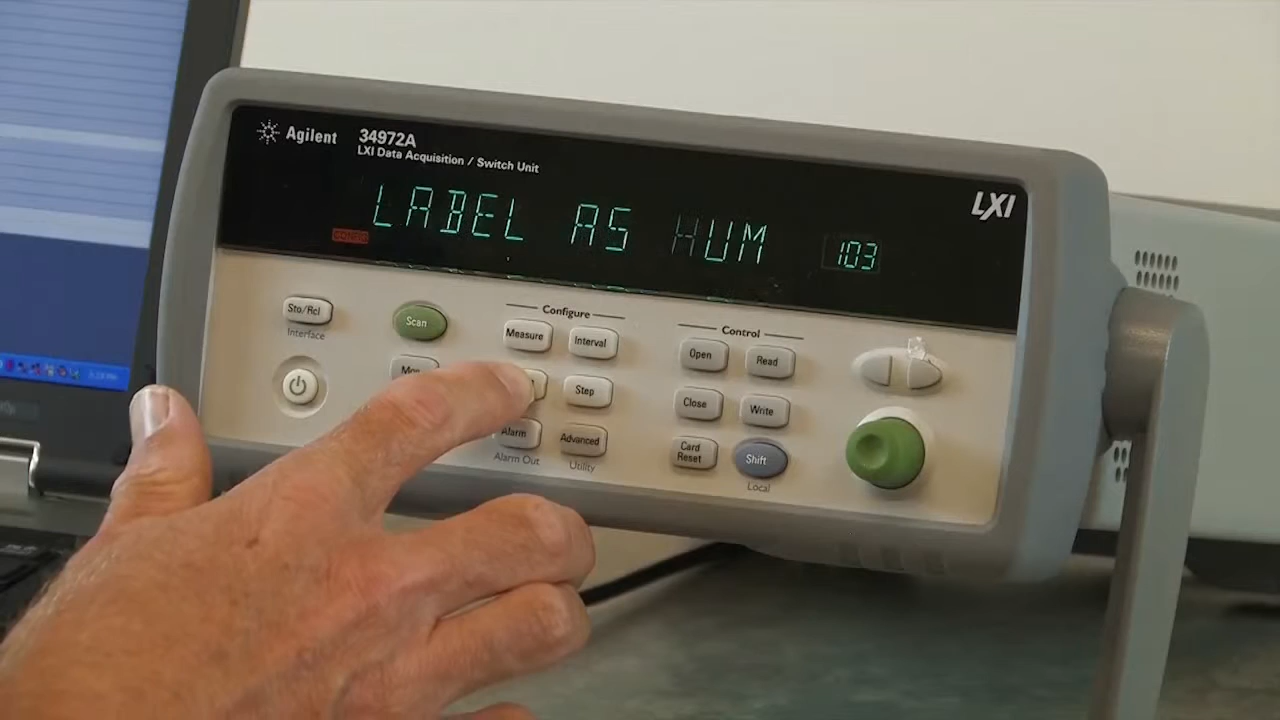 Agilent
34972A
LXI Data Acquisition / Switch Unit
LXI
LABEL AS HUM
103
CONFIG
Configure
Control
Sto/Rcl
Interface
Scan
Measure
Interval
Open
Read
Step
Close
Write
Alarm
Alarm Out
Advanced
Utility
Card
Reset
Shift
Local